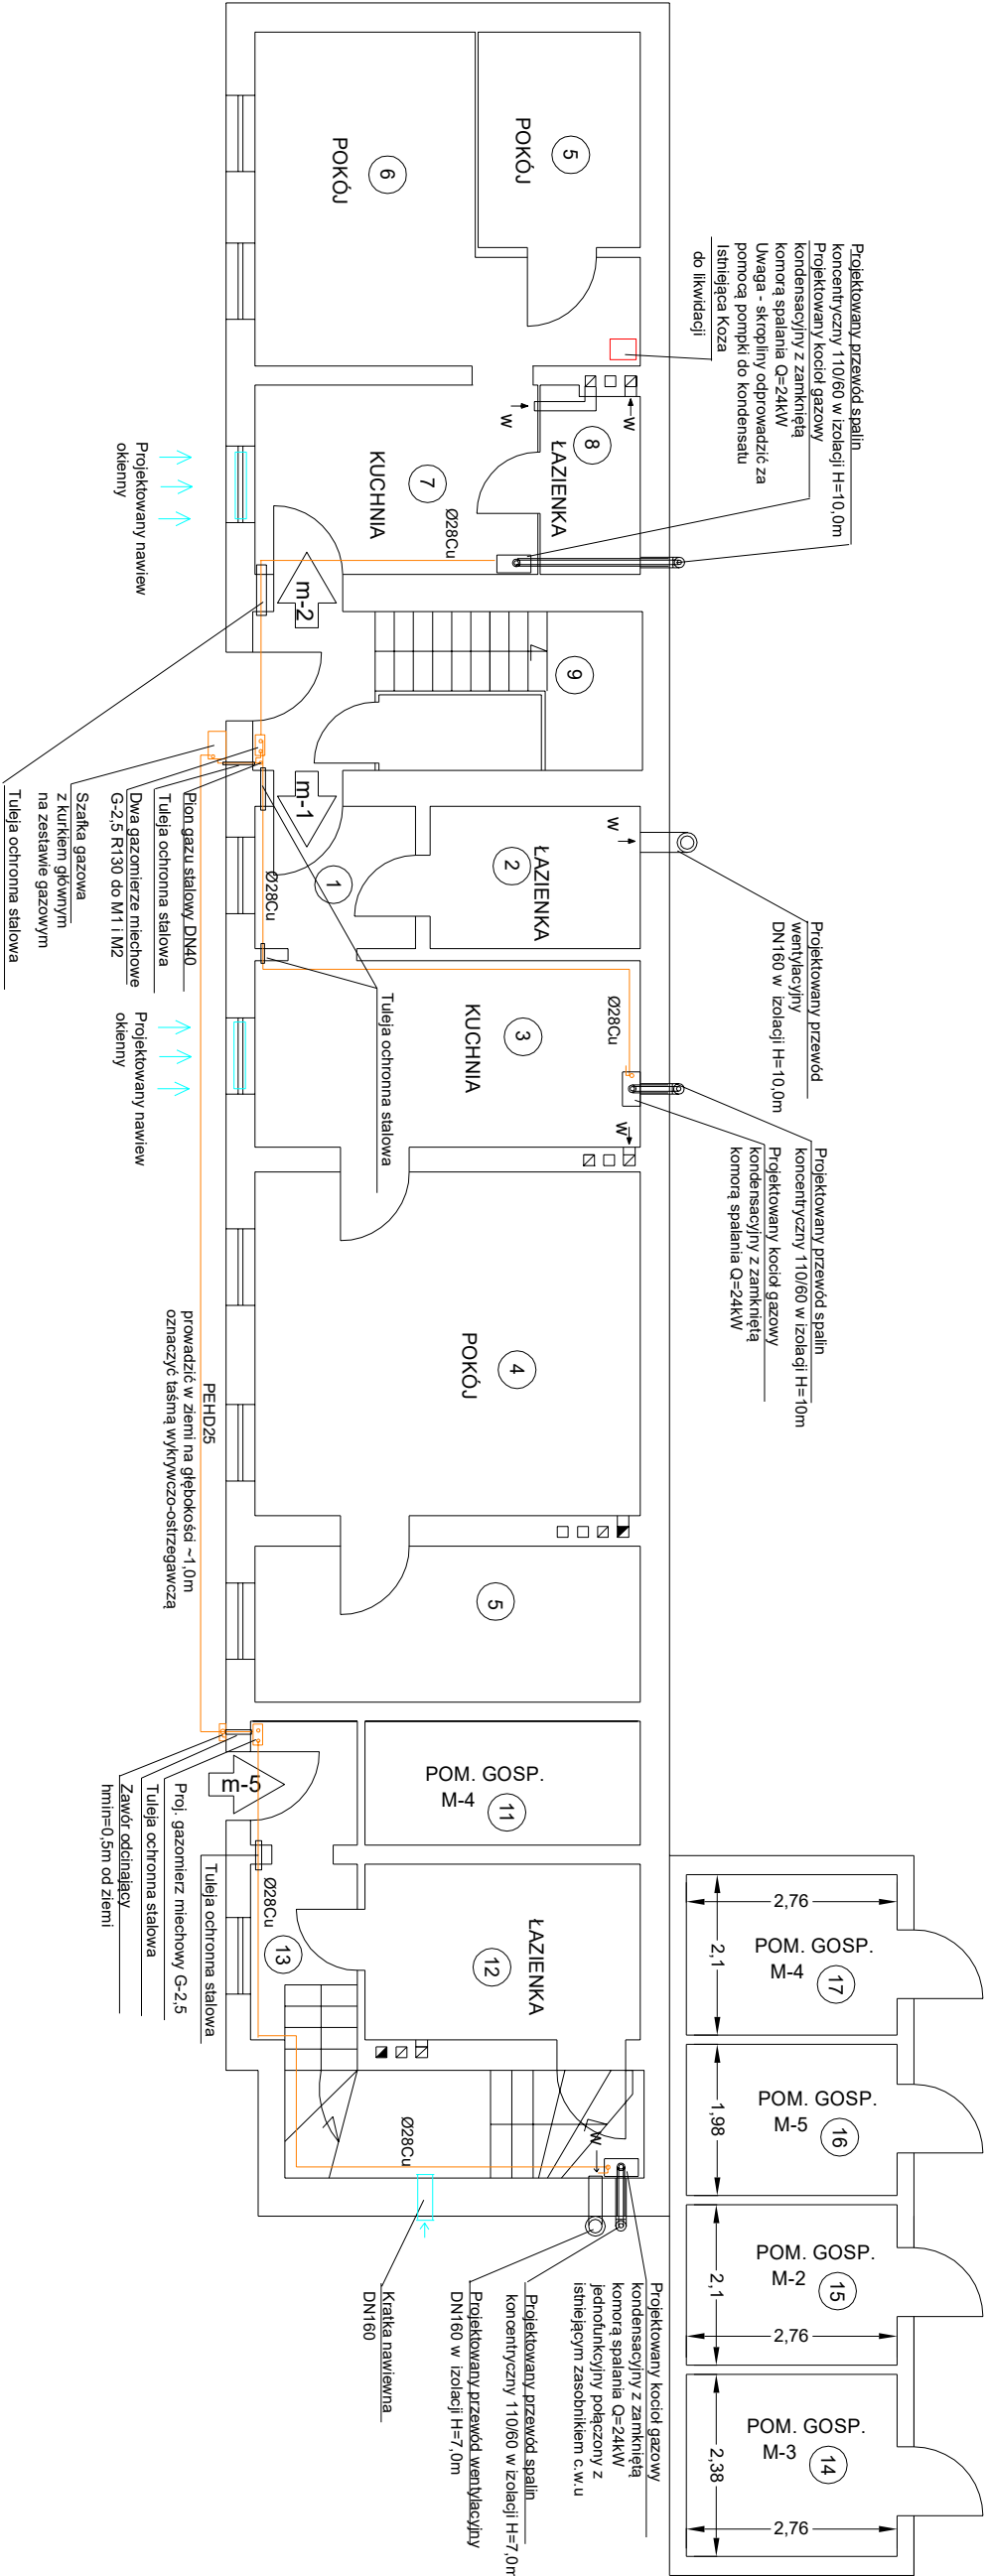 Projektowany przewód spalin
koncentryczny 110/60 w izolacji H=10,0m
Projektowany kocioł gazowy
kondensacyjny z zamkniętą
komorą spalania Q=24kW
Uwaga - skropliny odprowadzić za
pomocą pompki do kondensatu
Istniejąca Koza
do likwidacji
POKÓJ
5
POKÓJ
6
W
W
8
ŁAZIENKA
7
KUCHNIA
Ø28Cu
Projektowany nawiew
okienny
m-2
9
m-1
1
Ø28Cu
2
ŁAZIENKA
W
Projektowany przewód
wentylacyjny
DN160 w izolacji H=10,0m
Pion gazu stalowy DN40
Tuleja ochronna stalowa
Dwa gazomierze miechowe
G-2,5 R130 do M1 i M2
Szafka gazowa
z kurkiem głównym
na zestawie gazowym
Tuleja ochronna stalowa
Tuleja ochronna stalowa
3
KUCHNIA
Ø28Cu
W
Projektowany nawiew
okienny
Projektowany przewód spalin
koncentryczny 110/60 w izolacji H=10m
Projektowany kocioł gazowy
kondensacyjny z zamkniętą
komorą spalania Q=24kW
4
POKÓJ
PEHD25
prowadzić w ziemi na głębokości ~1,0m
oznaczyć taśmą wykrywczo-ostrzegawczą
5
POM. GOSP.
M-4
11
m-5
Tuleja ochronna stalowa
Proj. gazomierz miechowy G-2,5
Tuleja ochronna stalowa
Zawór odcinający
hmin=0,5m od ziemi
Ø28Cu
13
12
ŁAZIENKA
Ø28Cu
W
Projektowany kocioł gazowy
kondensacyjny z zamkniętą
komorą spalania Q=24kW
jednofunkcyjny połączony z
istniejącym zasobnikiem c.w.u
Projektowany przewód spalin
koncentryczny 110/60 w izolacji H=7,0m
Projektowany przewód wentylacyjny
DN160 w izolacji H=7,0m
Kratka nawiewna
DN160
2,76
2,1
POM. GOSP.
M-4
17
1,98
POM. GOSP.
M-5
16
2,1
POM. GOSP.
M-2
15
2,76
2,38
POM. GOSP.
M-3
14
2,76